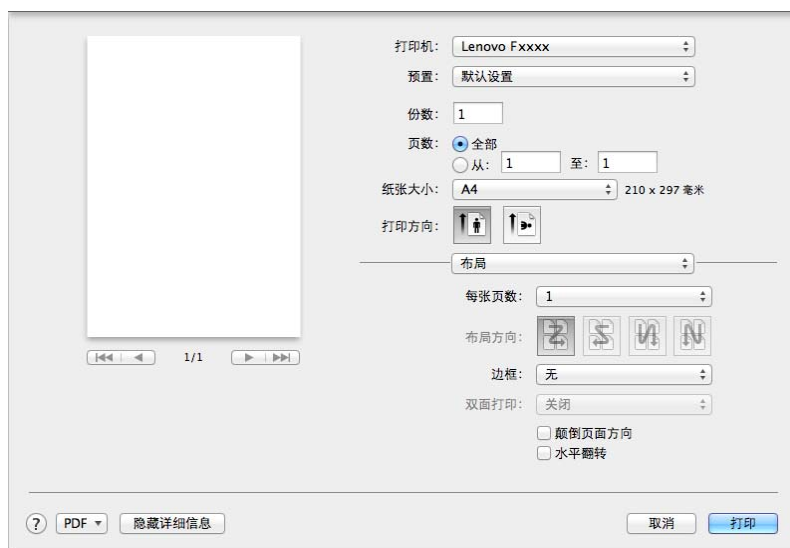 打印机: Lenovo Fxxxx
预置: 默认设置
份数: 1
页数: 全部
从: 1 至: 1
纸张大小: A4 210 x 297 毫米
打印方向:
布局
每张页数: 1
布局方向:
边框: 无
双面打印: 关闭
颠倒页面方向
水平翻转
1/1
? PDF 隐藏详细信息 取消 打印